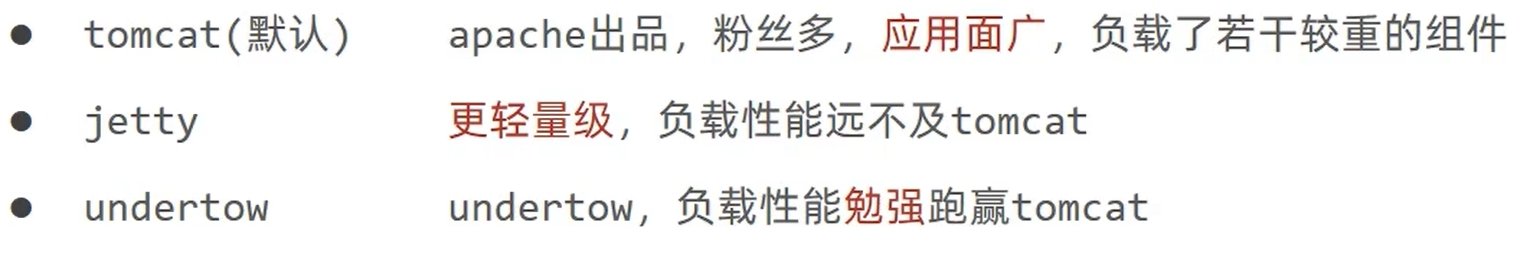 ● tomcat(默认) apache出品，粉丝多，应用面广，负载了若干较重的组件
● jetty 更轻量级，负载性能远不及tomcat
● undertow undertow，负载性能勉强跑赢tomcat